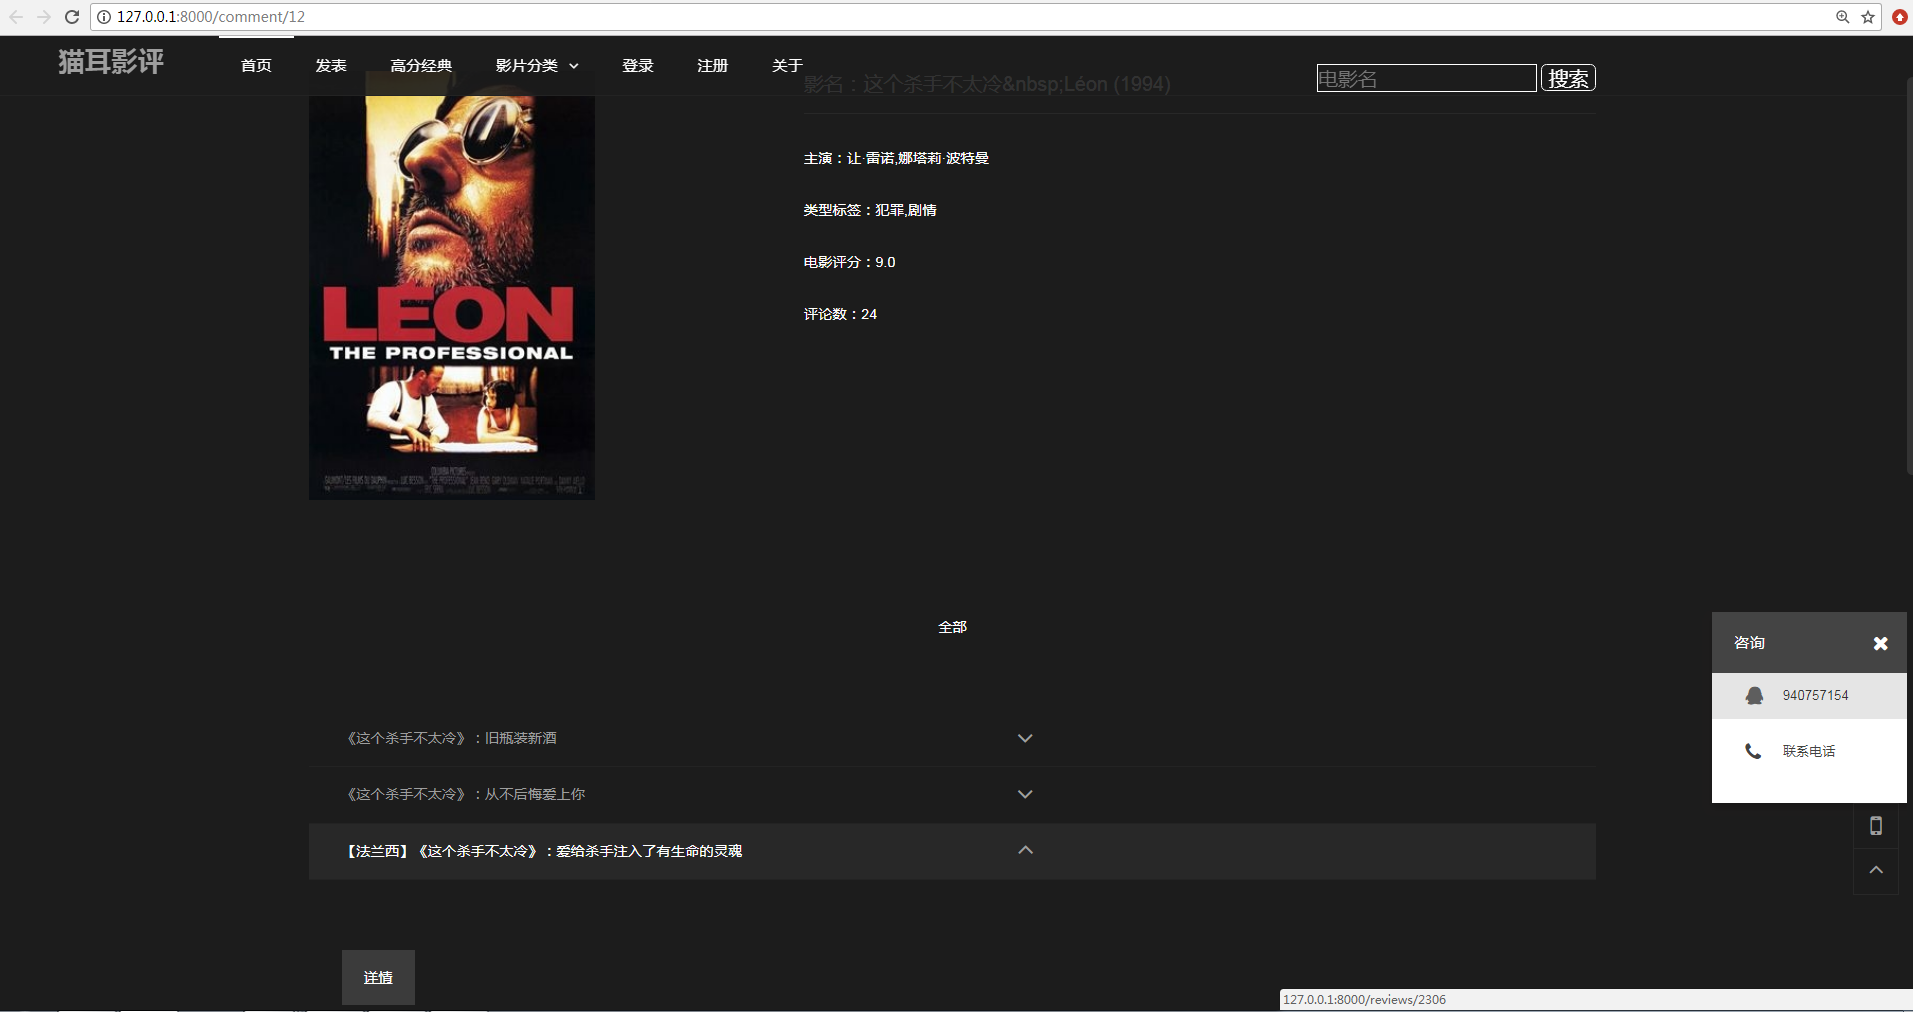 127.0.0.1:8000/comment/12
猫耳影评
首页 发表 高分经典 影片分类 登录 注册 关于
电影名 搜索
影名：这个杀手不太冷&nbsp;Léon (1994)
主演：让·雷诺,娜塔莉·波特曼
类型标签：犯罪,剧情
电影评分：9.0
评论数：24
LEON
THE PROFESSIONAL
全部
咨询
940757154
联系电话
《这个杀手不太冷》：旧瓶装新酒
《这个杀手不太冷》：从不后悔爱上你
【法兰西】《这个杀手不太冷》：爱给杀手注入了有生命的灵魂
详情
127.0.0.1:8000/reviews/2306